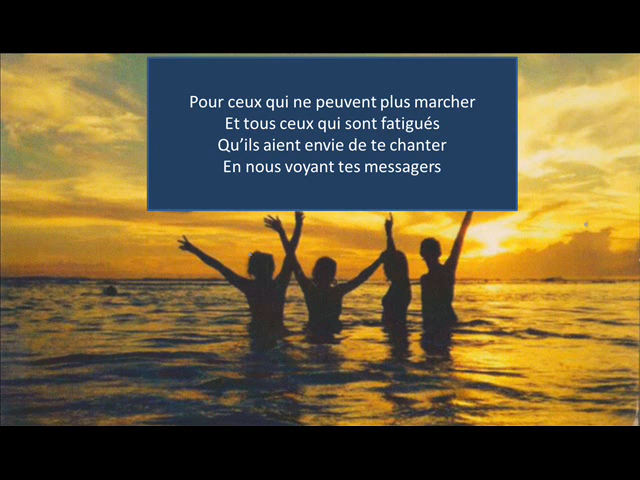 Pour ceux qui ne peuvent plus marcher
Et tous ceux qui sont fatigués
Qu’ils aient envie de te chanter
En nous voyant tes messagers